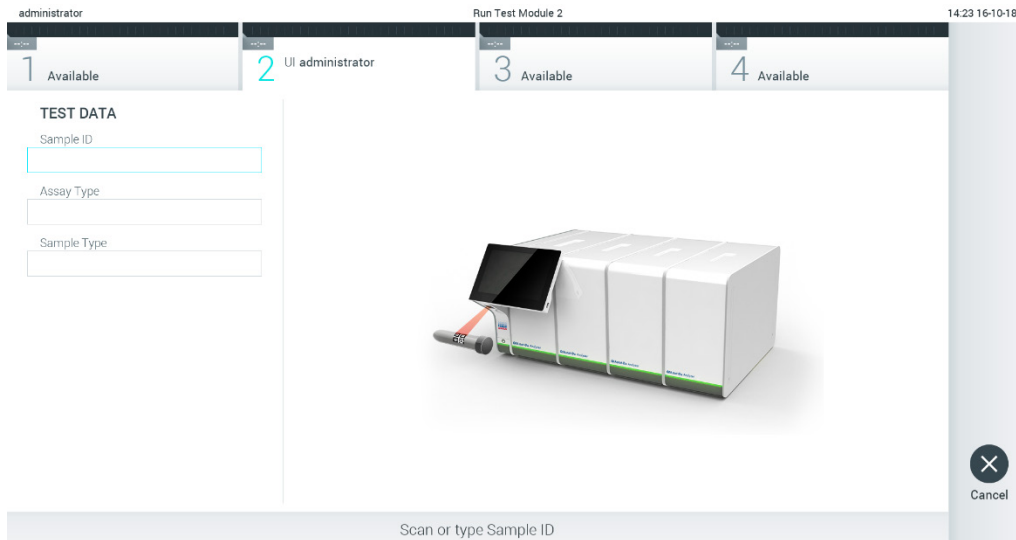 administrator
Run Test Module 2
14:23 16-10-18
--:--
1 Available
--:--
2 UI administrator
--:--
3 Available
--:--
4 Available
TEST DATA
Sample ID
Assay Type
Sample Type
Cancel
Scan or type Sample ID